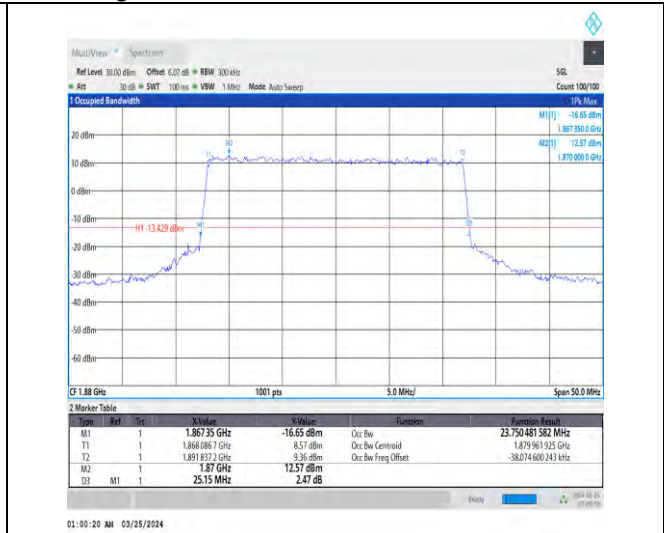 MultiView Spectrum
Ref Level 30.00 dBm Offset 6.07 dB RBW 300 kHz SGL
Att 30 dB SWT 100 ms VBW 1 MHz Mode Auto Sweep Count 100/100
1 Occupied Bandwidth 1Pk Max
M1[1] -16.65 dBm
1.867 350 0 GHz
M2[1] 12.57 dBm
1.870 000 0 GHz
20 dBm
M2
T1 T2
10 dBm
0 dBm
-10 dBm
H1 -13.429 dBm M1 D3
-20 dBm
-30 dBm
-40 dBm
-50 dBm
-60 dBm
CF 1.88 GHz 1001 pts 5.0 MHz/ Span 50.0 MHz
2 Marker Table
Type Ref Trc X-Value Y-Value Function Function Result
M1 1 1.867 35 GHz -16.65 dBm Occ Bw 23.750 481 582 MHz
T1 1 1.868 086 7 GHz 8.57 dBm Occ Bw Centroid 1.879 961 925 GHz
T2 1 1.891 837 2 GHz 9.36 dBm Occ Bw Freq Offset -38.074 600 243 kHz
M2 1 1.87 GHz 12.57 dBm
D3 M1 1 25.15 MHz 2.47 dB
01:00:20 AM 03/25/2024